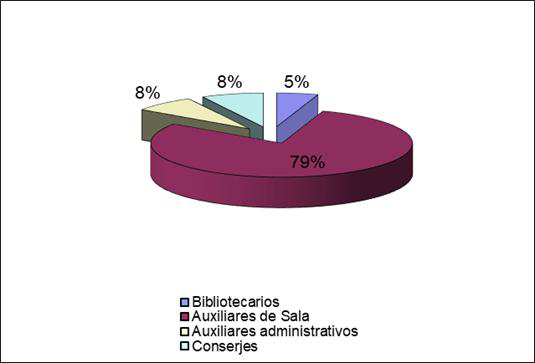 8%
5%
8%
79%
Bibliotecarios
Auxiliares de Sala
Auxiliares administrativos
Conserjes